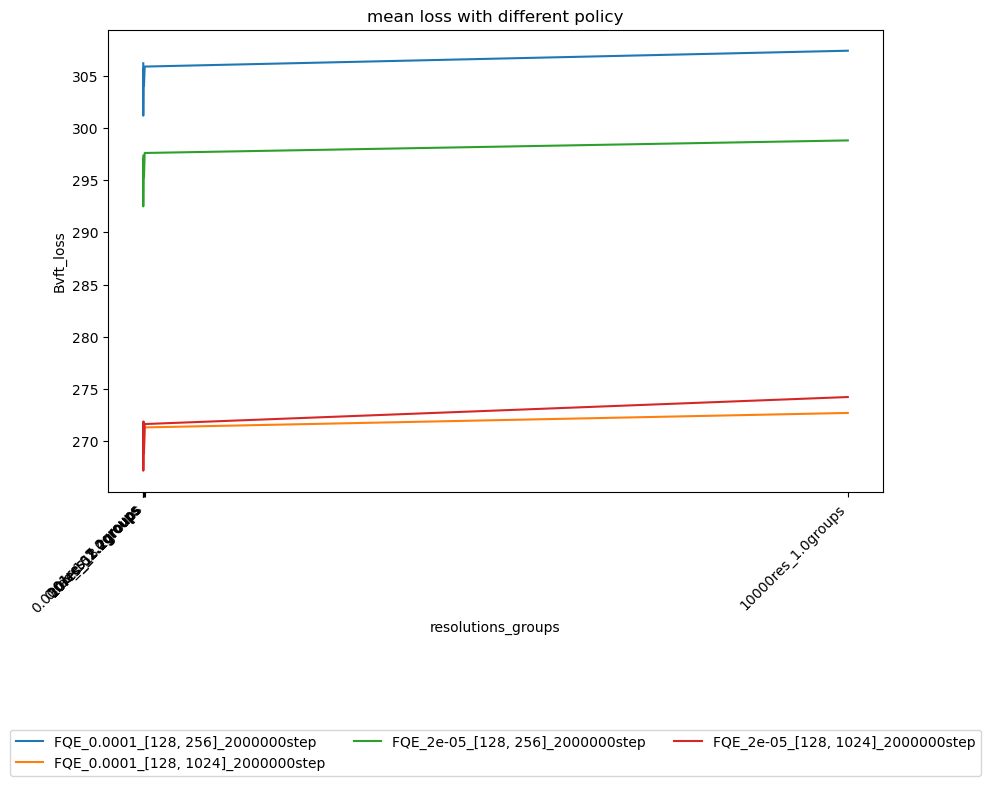 mean loss with different policy
305
300
295
290
285
280
275
270
Bvft_loss
10000res_1.0groups
resolutions_groups
FQE_0.0001_[128, 256]_2000000step
FQE_2e-05_[128, 256]_2000000step
FQE_2e-05_[128, 1024]_2000000step
FQE_0.0001_[128, 1024]_2000000step